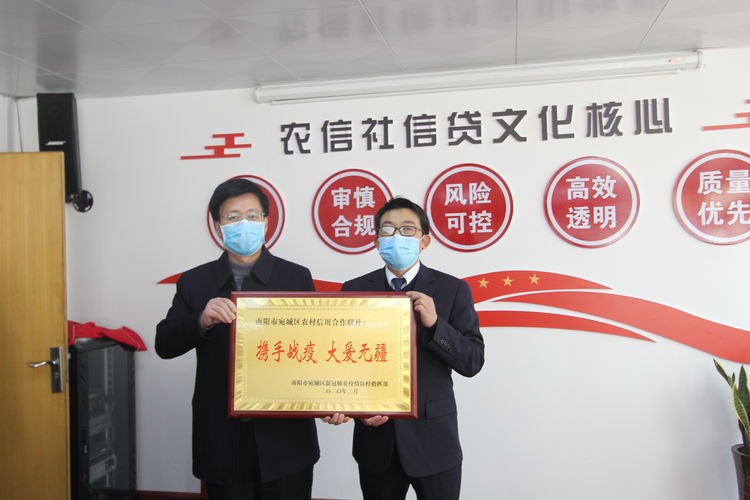 农信社信贷文化核心
审慎
合规
风险
可控
高效
透明
质量
优先
南阳市宛城区农村信用合作联社:
携手战疫 大爱无疆
南阳市宛城区新冠肺炎疫情防控指挥部
二〇二〇年二月
BOSE